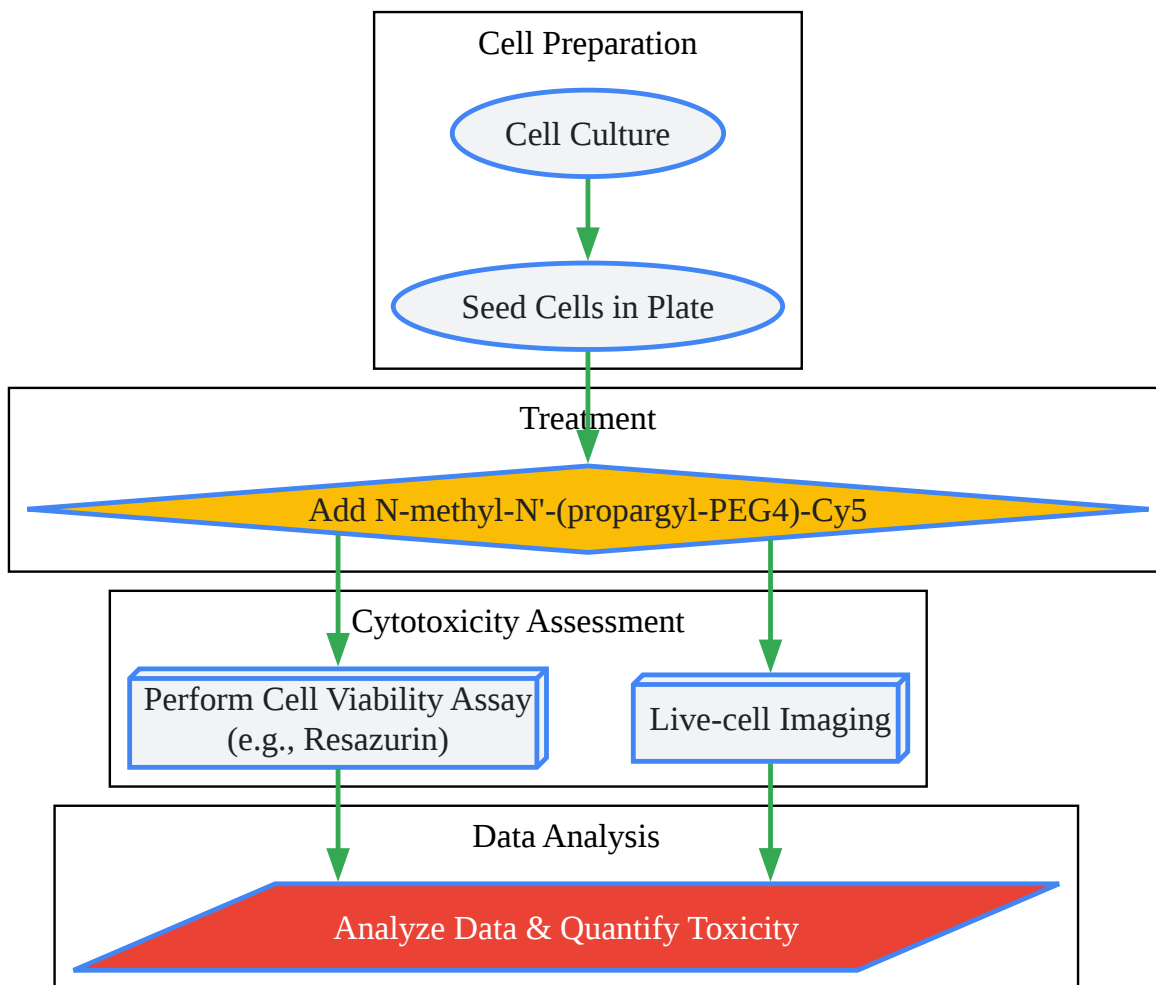 Cell Preparation
Cell Culture
Seed Cells in Plate
Treatment
Add N-methyl-N'-(propargyl-PEG4)-Cy5
Cytotoxicity Assessment
Perform Cell Viability Assay
(e.g., Resazurin)
Live-cell Imaging
Data Analysis
Analyze Data & Quantify Toxicity